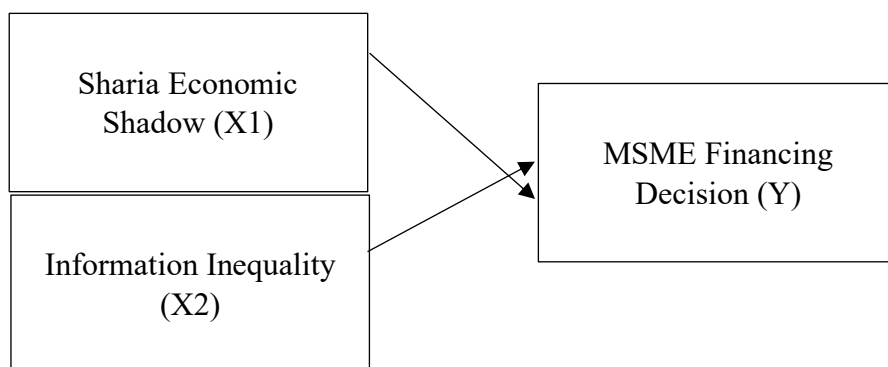 Sharia Economic
Shadow (X1)
MSME Financing
Decision (Y)
Information Inequality
(X2)